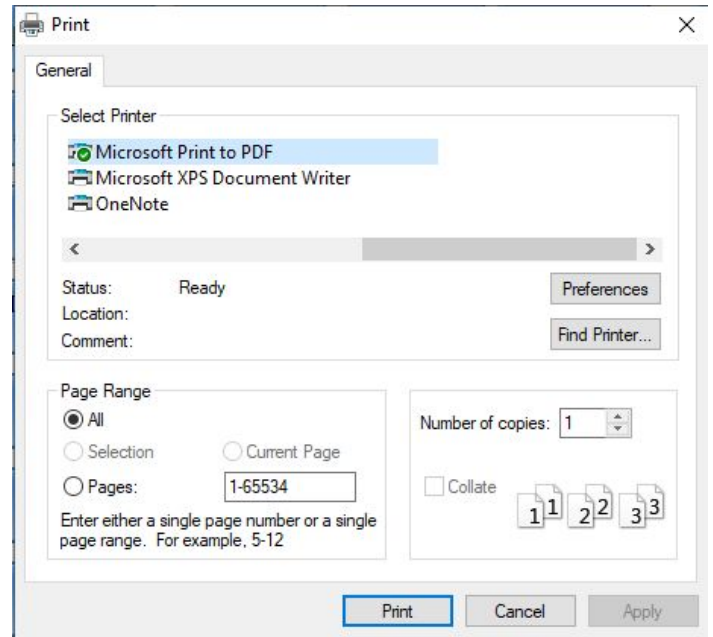 Print
General
Select Printer
Microsoft Print to PDF
Microsoft XPS Document Writer
OneNote
Status: Ready
Preferences
Location:
Comment:
Find Printer...
Page Range
All
Selection
Current Page
Pages: 1-65534
Enter either a single page number or a single
page range. For example, 5-12
Number of copies: 1
Collate
1 1 2 2 3 3
Print
Cancel
Apply